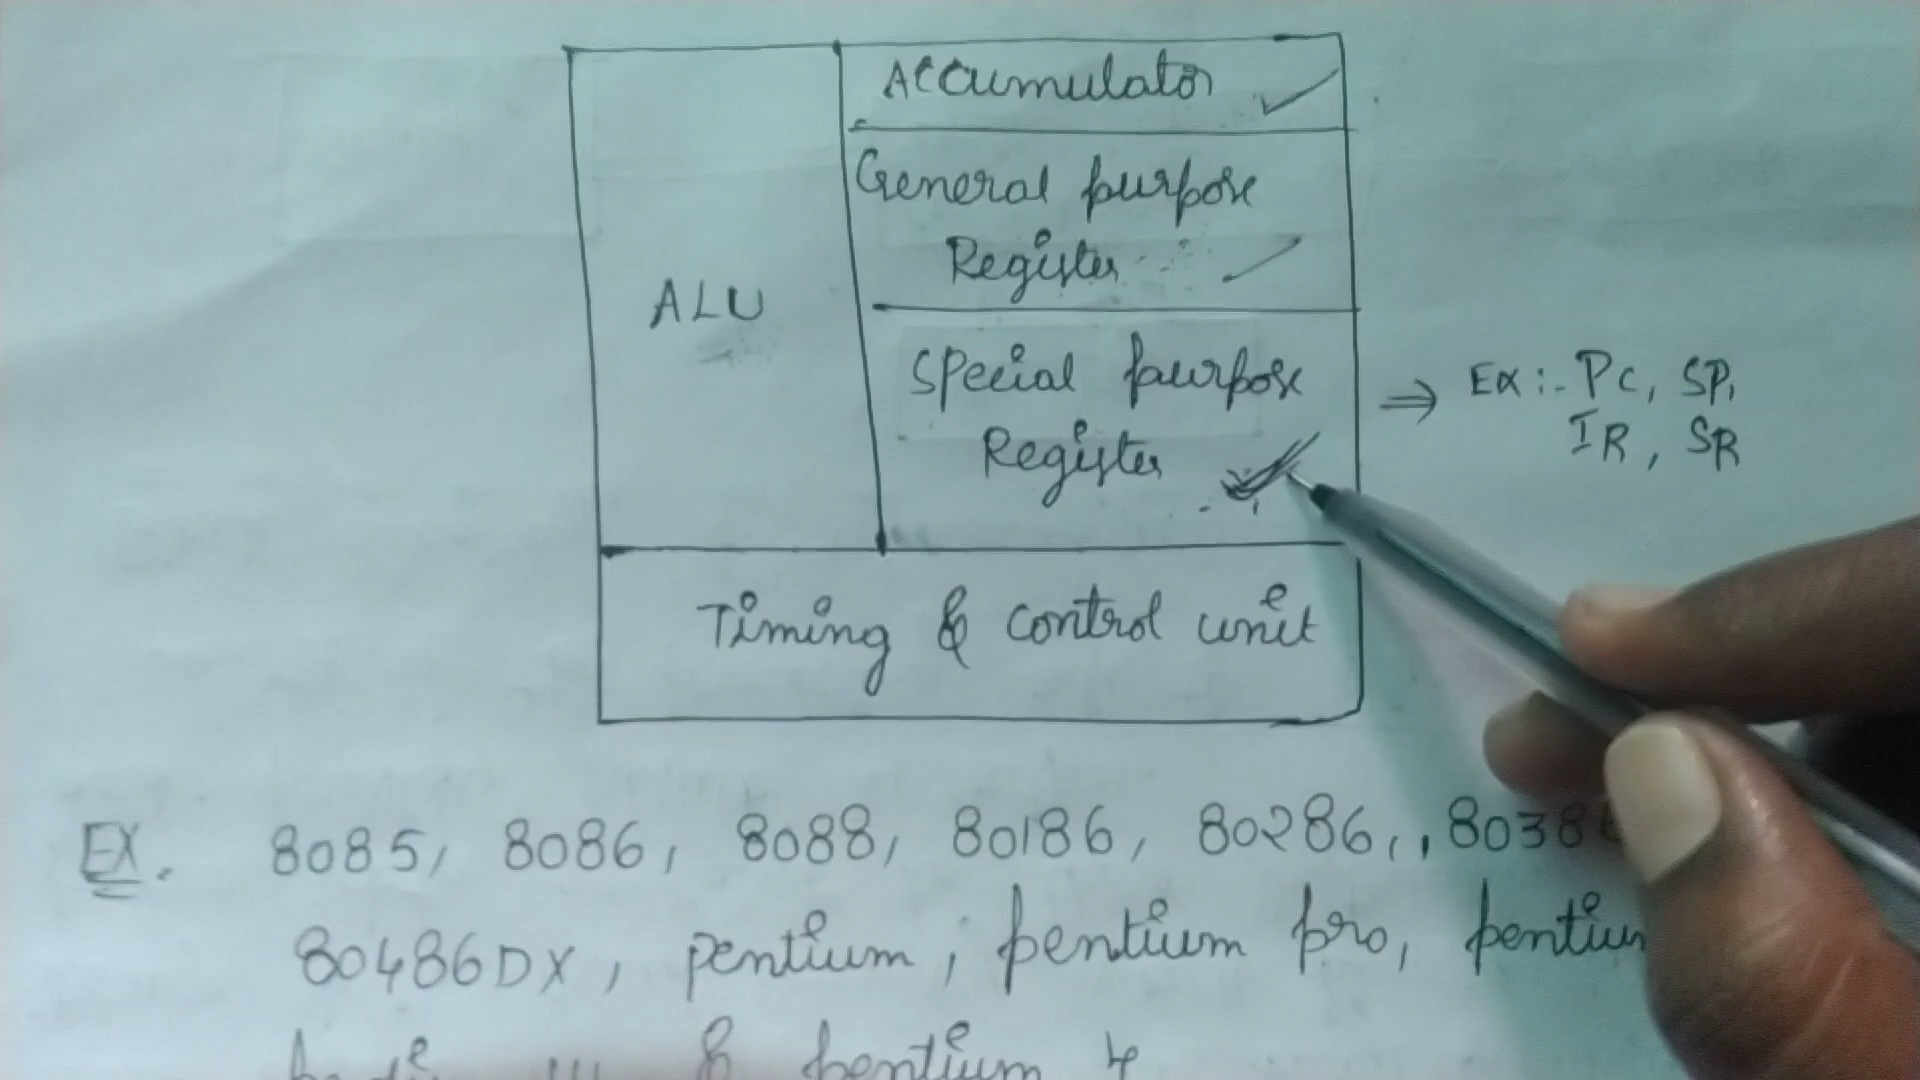 Accumulator
General purpose
Register
ALU
Special purpose
Register
⇒ Ex:- PC, SP,
IR, SR
Timing & control unit
EX. 8085, 8086, 8088, 80186, 80286, , 8038
80486DX, pentium, pentium pro, pentium
& pentium 4